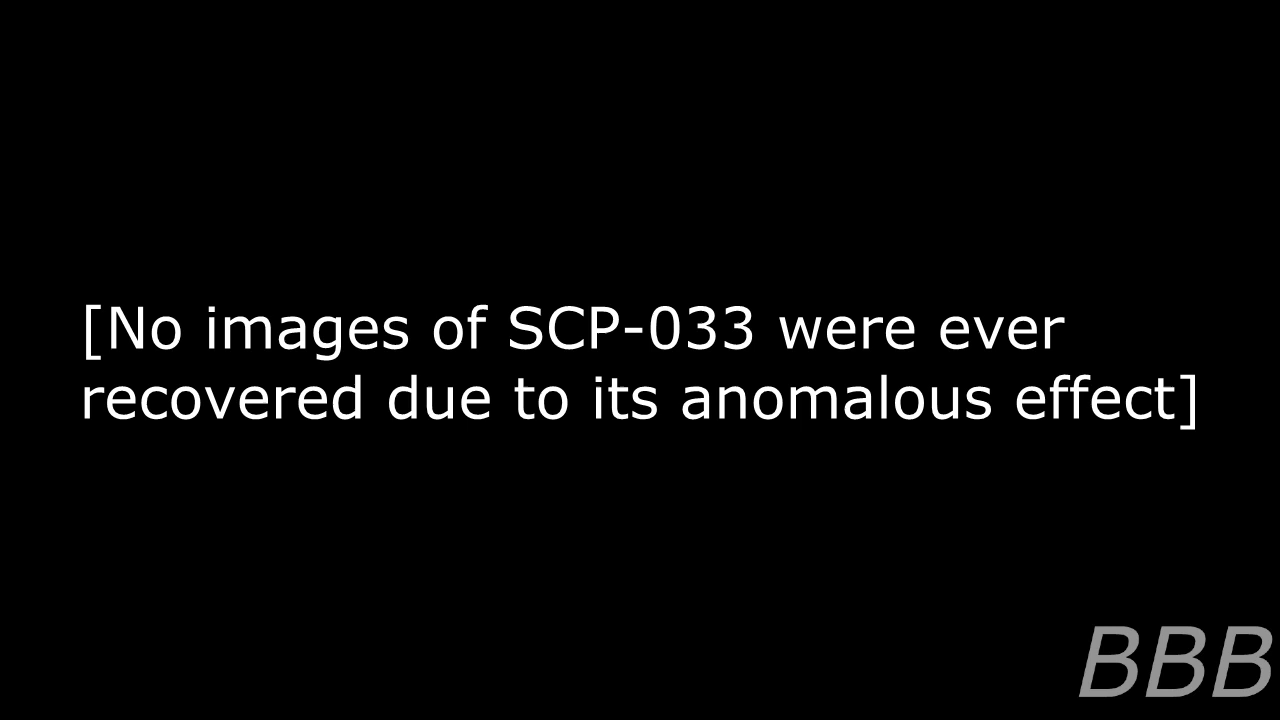 [No images of SCP-033 were ever
recovered due to its anomalous effect]
BBB